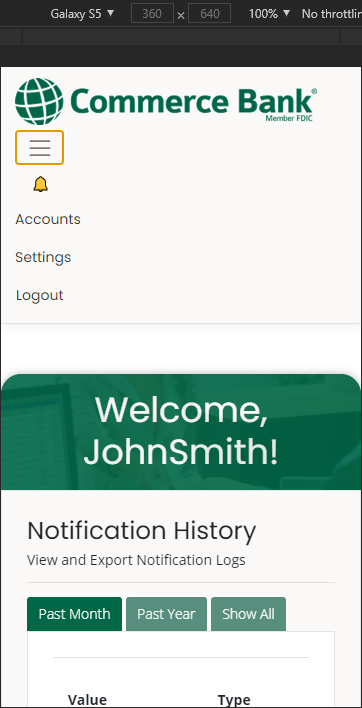 Galaxy S5 ▼ 360 × 640 100% ▼ No throttlin
Commerce Bank®
Member FDIC
Accounts
Settings
Logout
Welcome,
JohnSmith!
Notification History
View and Export Notification Logs
Past Month Past Year Show All
Value Type